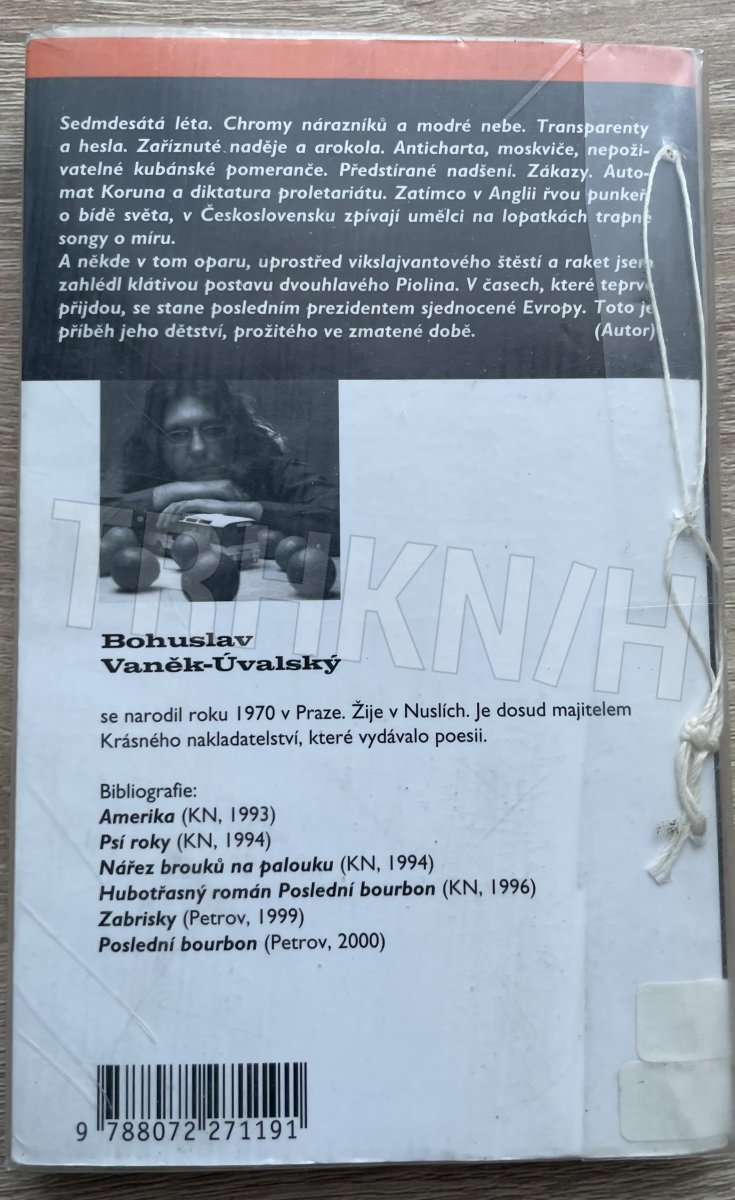 Sedmdesátá léta. Chromy nárazníků a modré nebe. Transparenty
a hesla. Zaříznuté naděje a arokola. Anticharta, moskviče, nepoži-
vatelné kubánské pomeranče. Předstírané nadšení. Zákazy. Auto-
mat Koruna a diktatura proletariátu. Zatímco v Anglii řvou punkeři
o bídě světa, v Československu zpívají umělci na lopatkách trapné
songy o míru.
A někde v tom oparu, uprostřed vikslajvantového štěstí a raket jsem
zahlédl klátivou postavu dvouhlavého Piolina. V časech, které teprve
přijdou, se stane posledním prezidentem sjednocené Evropy. Toto je
příběh jeho dětství, prožitého ve zmatené době. (Autor)
TRHKN/H
Bohuslav
Vaněk-Úvalský
se narodil roku 1970 v Praze. Žije v Nuslích. Je dosud majitelem
Krásného nakladatelství, které vydávalo poesii.
Bibliografie:
Amerika (KN, 1993)
Psí roky (KN, 1994)
Nářez brouků na palouku (KN, 1994)
Hubotřasný román Poslední bourbon (KN, 1996)
Zabrisky (Petrov, 1999)
Poslední bourbon (Petrov, 2000)
9 788072 271191